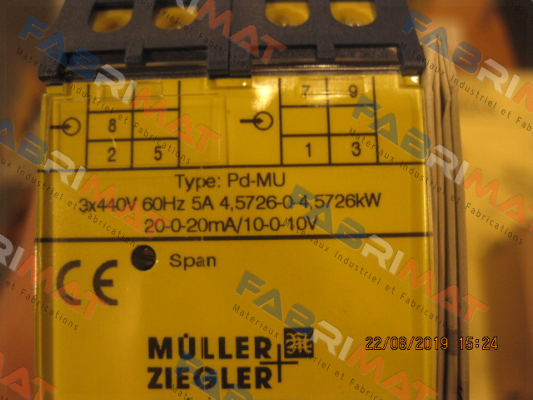 7 9
8
2 5
1 3
Type: Pd-MU
3x440V 60Hz 5A 4,5726-0-4,5726kW
20-0-20mA/10-0-10V
CE Span
MÜLLER
ZIEGLER
22/08/2019 15:24
FABRIMAT
Materiaux Industriel et Fabrications